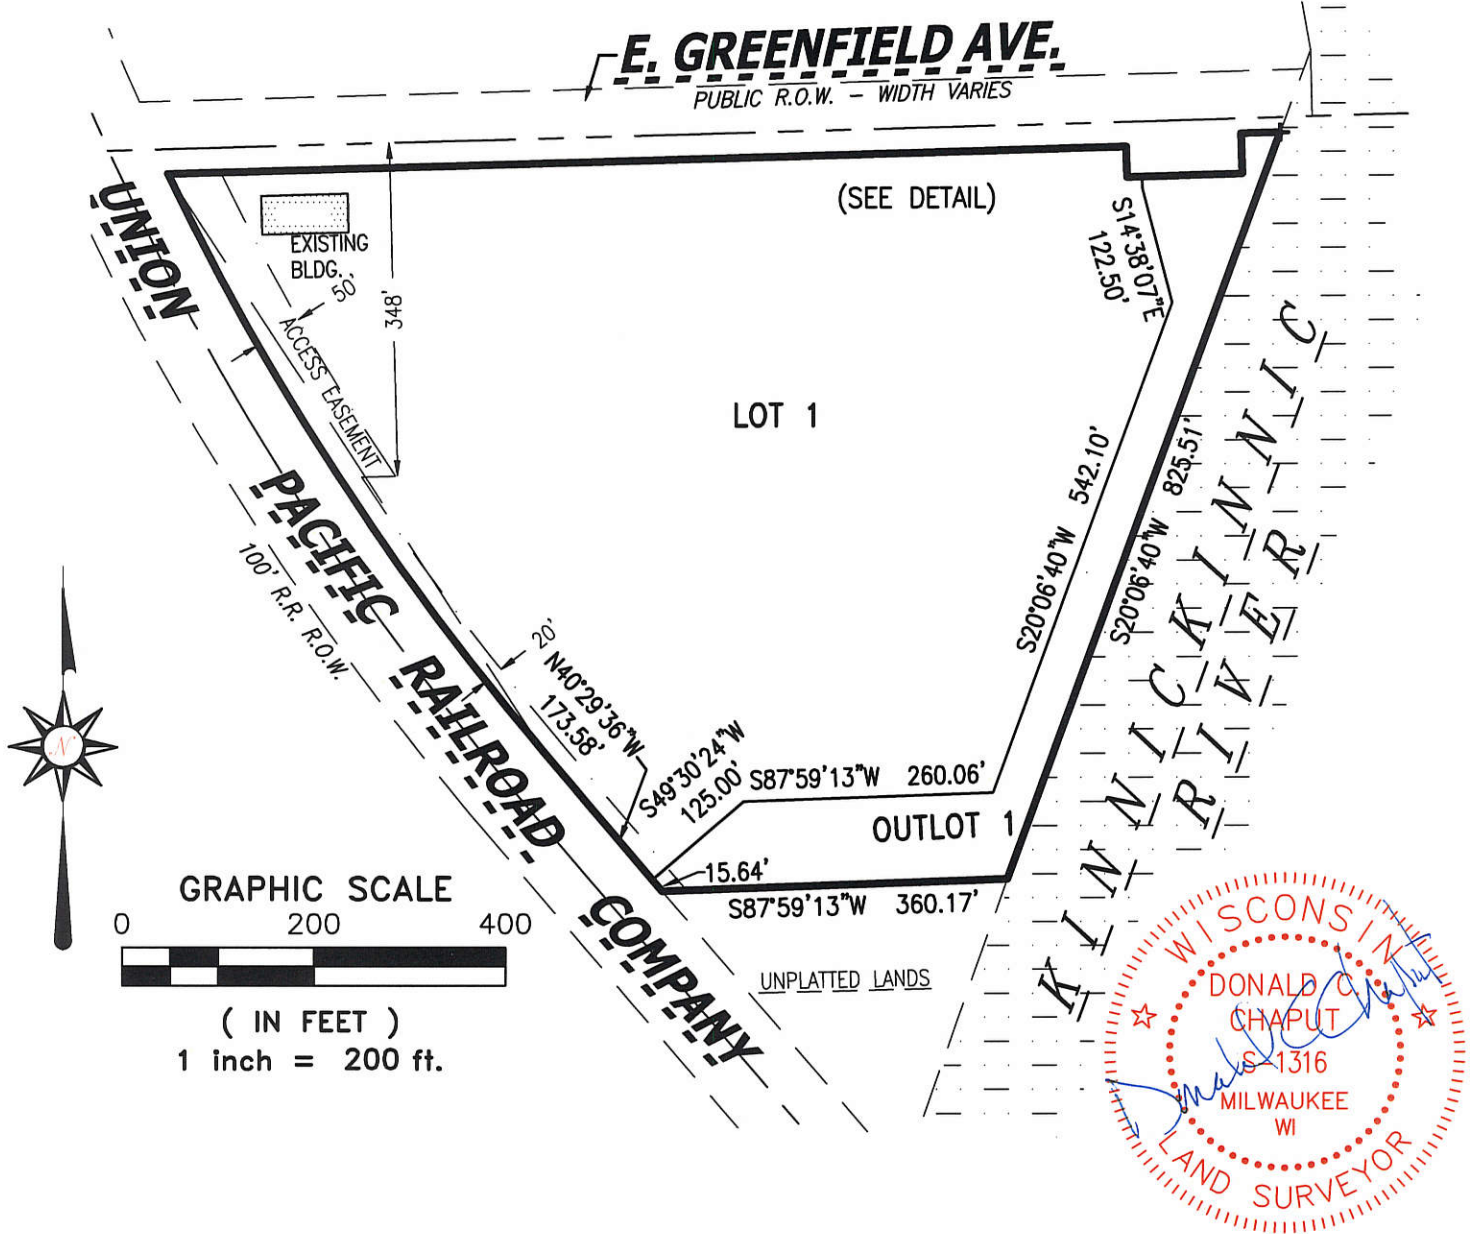 E. GREENFIELD AVE.
PUBLIC R.O.W. – WIDTH VARIES
(SEE DETAIL)
UNION
PACIFIC
RAILROAD
COMPANY
100' R.R. R.O.W.
EXISTING
BLDG.
50'
348'
ACCESS EASEMENT
LOT 1
S14°38'07"E
122.50'
S20°06'40"W 542.10'
S20°06'40"W 825.51'
KINNICKINNIC
RIVER
20'
N40°29'36"W
173.58'
S49°30'24"W
125.00'
S87°59'13"W 260.06'
OUTLOT 1
15.64'
S87°59'13"W 360.17'
UNPLATTED LANDS
N
GRAPHIC SCALE
0 200 400
( IN FEET )
1 inch = 200 ft.
WISCONSIN
DONALD C.
CHAPUT
S-1316
MILWAUKEE
WI
LAND SURVEYOR
Donald C Chaput